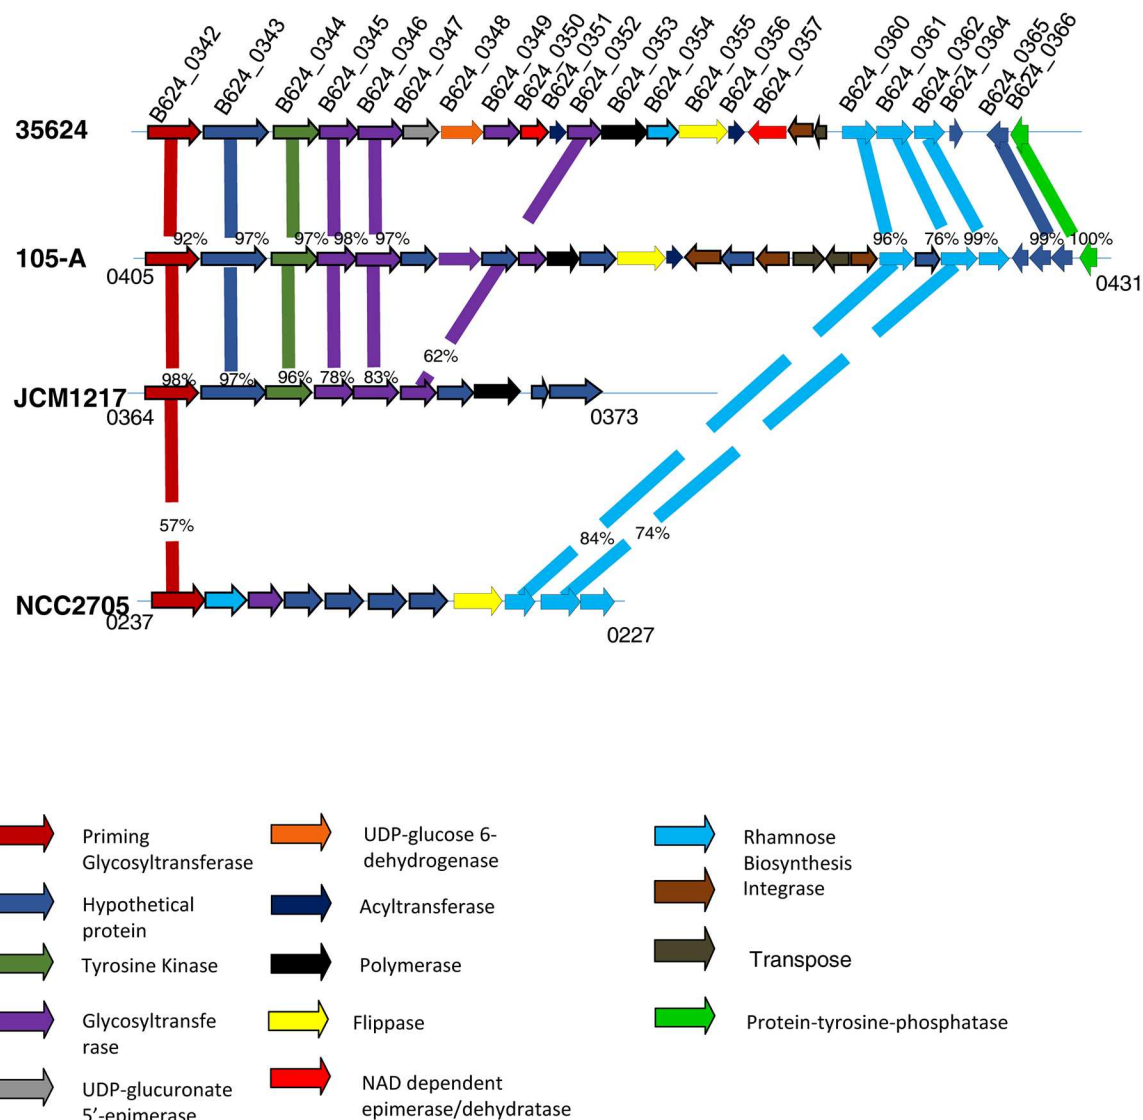 B624_0342
B624_0343
B624_0344
B624_0345
B624_0346
B624_0347
B624_0348
B624_0349
B624_0350
B624_0351
B624_0352
B624_0353
B624_0354
B624_0355
B624_0356
B624_0357
B624_0360
B624_0361
B624_0362
B624_0364
B624_0365
B624_0366
35624
92% 97% 97% 98% 97% 96% 76% 99% 99% 100%
105-A
0405
0431
62%
98% 97% 96% 78% 83%
JCM1217
0364
0373
57%
84%
74%
NCC2705
0237
0227
Priming
Glycosyltransferase
Hypothetical
protein
Tyrosine Kinase
Glycosyltransfe
rase
UDP-glucuronate
5’-epimerase
UDP-glucose 6-
dehydrogenase
Acyltransferase
Polymerase
Flippase
NAD dependent
epimerase/dehydratase
Rhamnose
Biosynthesis
Integrase
Transpose
Protein-tyrosine-phosphatase